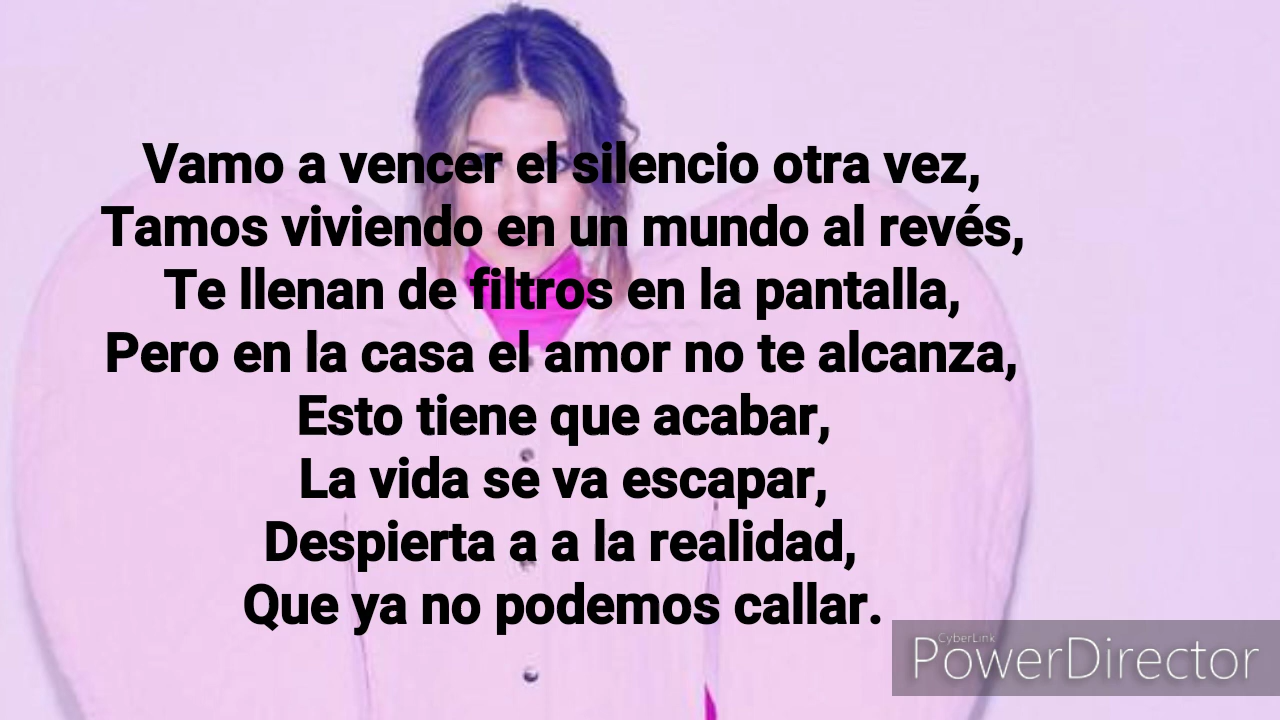 Vamo a vencer el silencio otra vez,
Tamos viviendo en un mundo al revés,
Te llenan de filtros en la pantalla,
Pero en la casa el amor no te alcanza,
Esto tiene que acabar,
La vida se va escapar,
Despierta a a la realidad,
Que ya no podemos callar.
CyberLink
PowerDirector